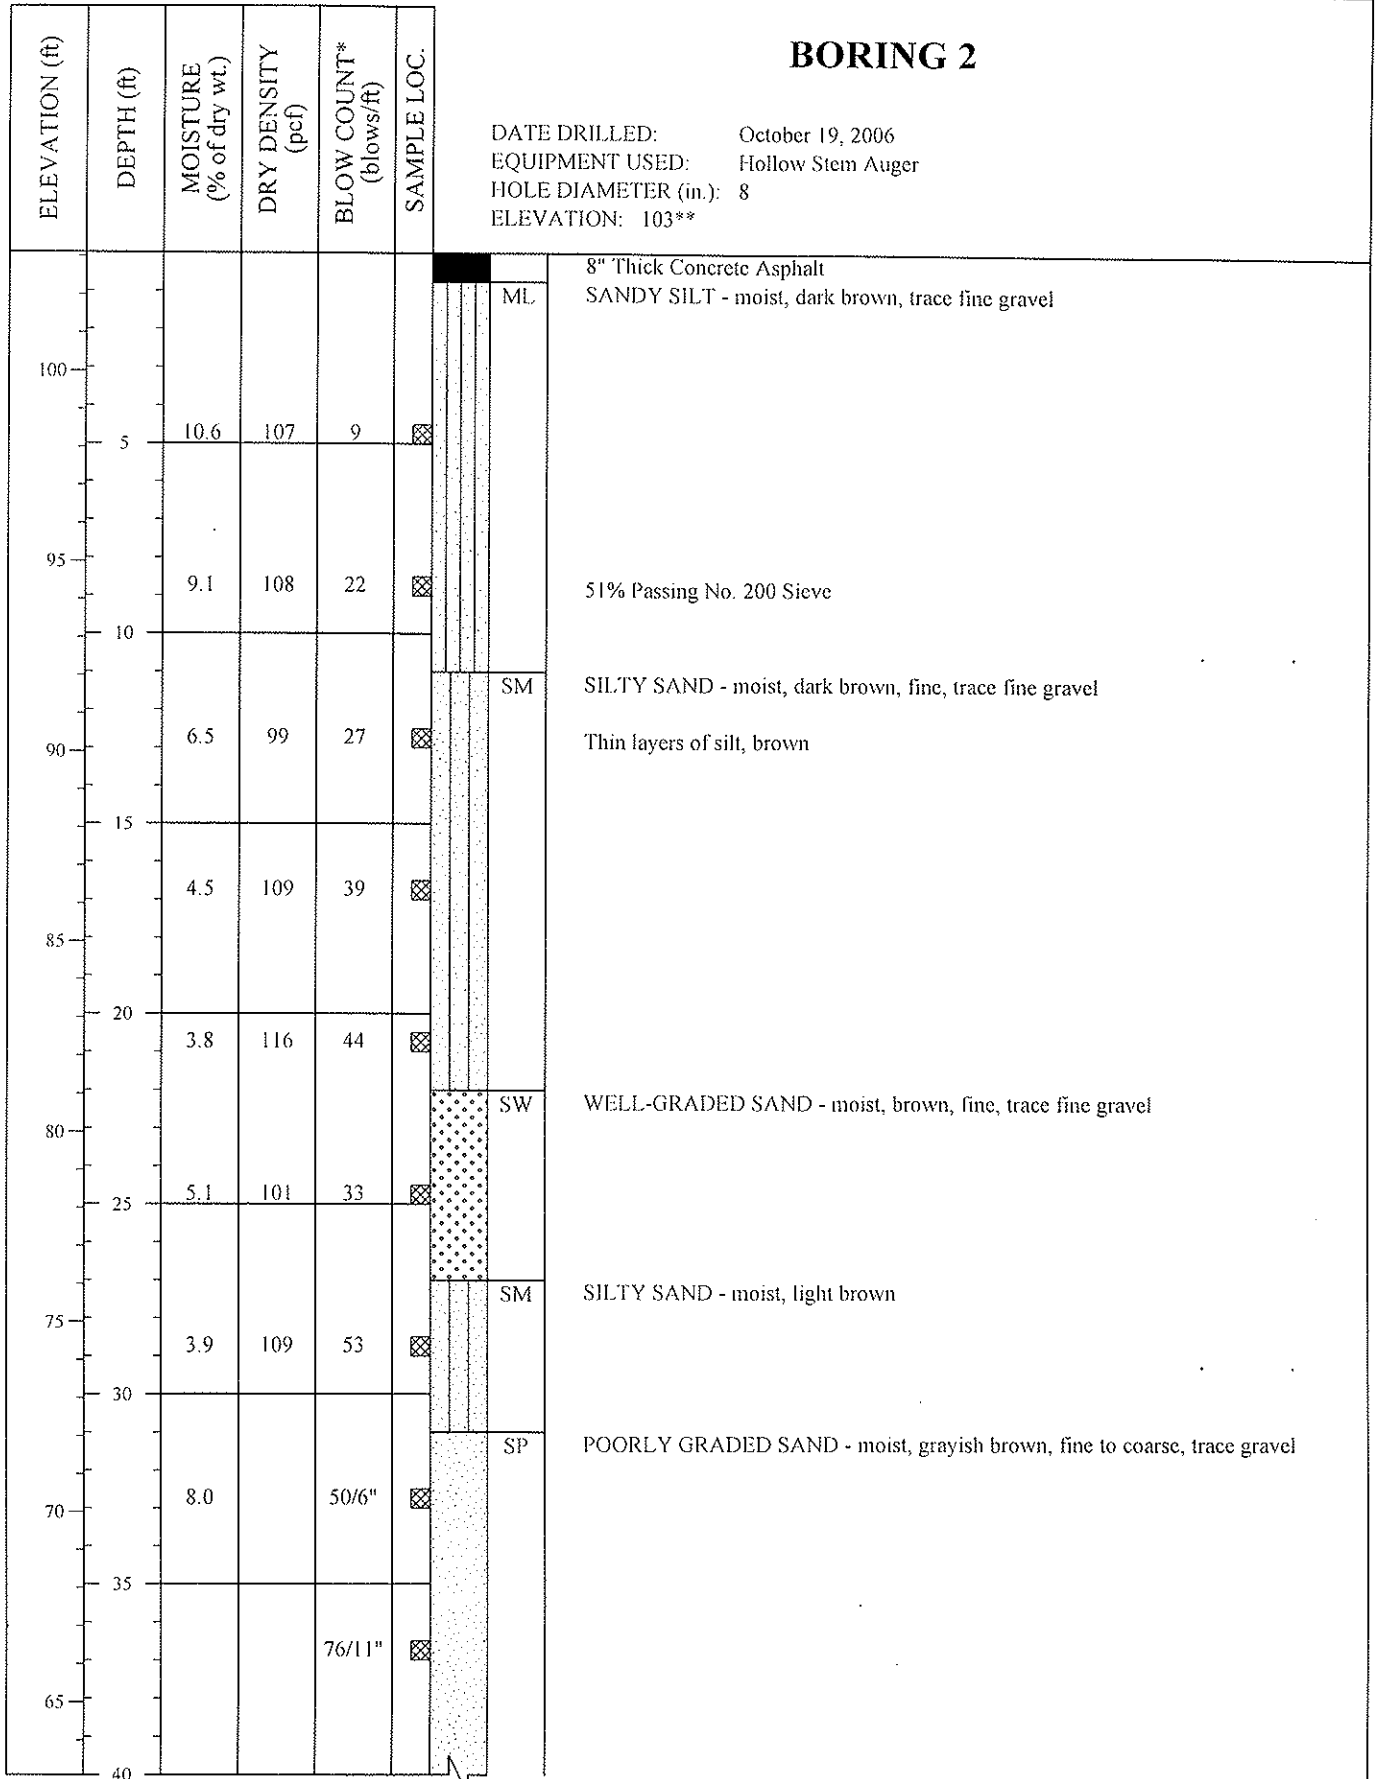 BORING 2
ELEVATION (ft)
DEPTH (ft)
MOISTURE
(% of dry wt.)
DRY DENSITY
(pcf)
BLOW COUNT*
(blows/ft)
SAMPLE LOC.
DATE DRILLED: October 19, 2006
EQUIPMENT USED: Hollow Stem Auger
HOLE DIAMETER (in.): 8
ELEVATION: 103**
8" Thick Concrete Asphalt
ML SANDY SILT - moist, dark brown, trace fine gravel
100
10.6 107 9
5
95
9.1 108 22 51% Passing No. 200 Sieve
10
SM SILTY SAND - moist, dark brown, fine, trace fine gravel
90 6.5 99 27 Thin layers of silt, brown
15
4.5 109 39
85
20
3.8 116 44
SW WELL-GRADED SAND - moist, brown, fine, trace fine gravel
80
5.1 101 33
25
SM SILTY SAND - moist, light brown
75
3.9 109 53
30
SP POORLY GRADED SAND - moist, grayish brown, fine to coarse, trace gravel
8.0 50/6"
70
35
76/11"
65
40